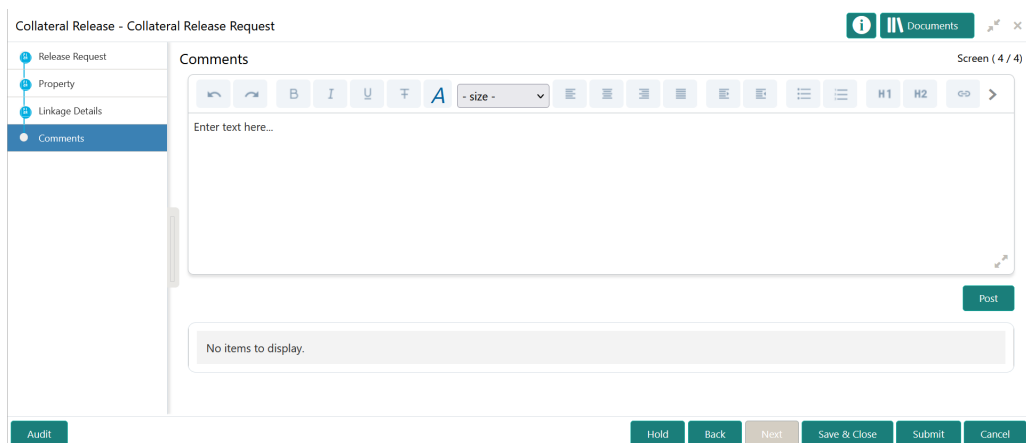 Collateral Release - Collateral Release Request
Documents
Release Request
Property
Linkage Details
Comments
Comments
Screen ( 4 / 4)
B I U T A - size - H1 H2
Enter text here...
Post
No items to display.
Audit
Hold Back Next Save & Close Submit Cancel